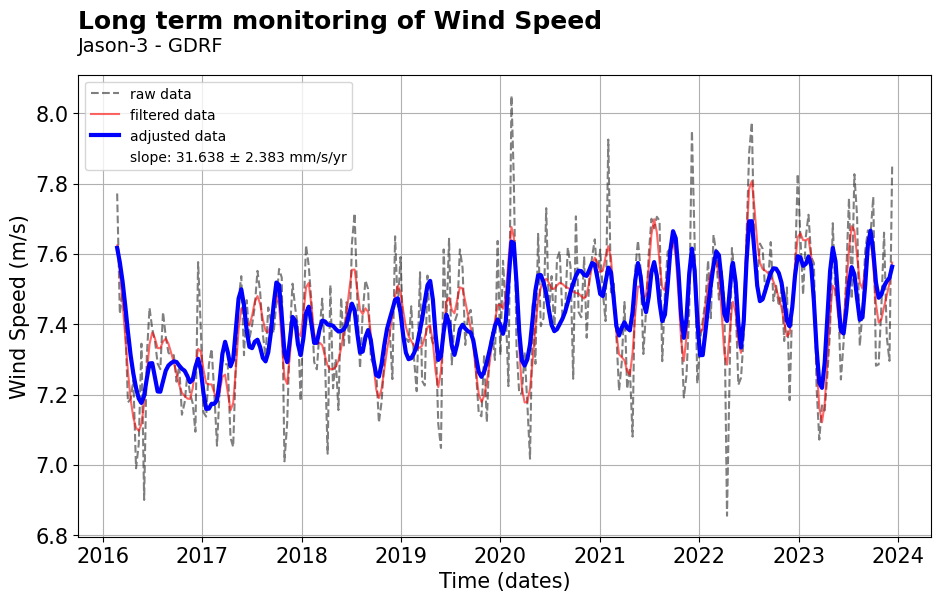 Long term monitoring of Wind Speed
Jason-3 - GDRF
raw data
filtered data
adjusted data
slope: 31.638 ± 2.383 mm/s/yr
Wind Speed (m/s)
8.0
7.8
7.6
7.4
7.2
7.0
6.8
2016 2017 2018 2019 2020 2021 2022 2023 2024
Time (dates)